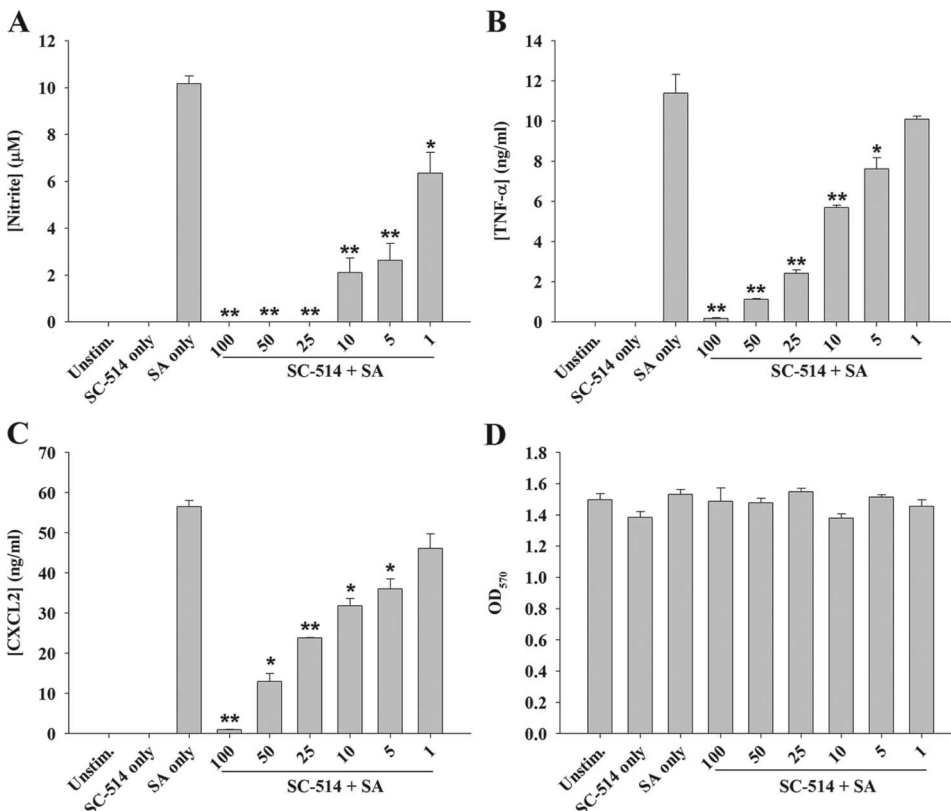 A
[Nitrite] (μM)
12
10
8
6
4
2
0
** ** ** ** ** *
Unstim. SC-514 only SA only 100 50 25 10 5 1
SC-514 + SA
B
[TNF-α] (ng/ml)
14
12
10
8
6
4
2
0
** ** ** ** *
Unstim. SC-514 only SA only 100 50 25 10 5 1
SC-514 + SA
C
[CXCL2] (ng/ml)
70
60
50
40
30
20
10
0
** * ** * *
Unstim. SC-514 only SA only 100 50 25 10 5 1
SC-514 + SA
D
OD570
1.8
1.6
1.4
1.2
1.0
0.8
0.6
0.4
0.2
0.0
Unstim. SC-514 only SA only 100 50 25 10 5 1
SC-514 + SA